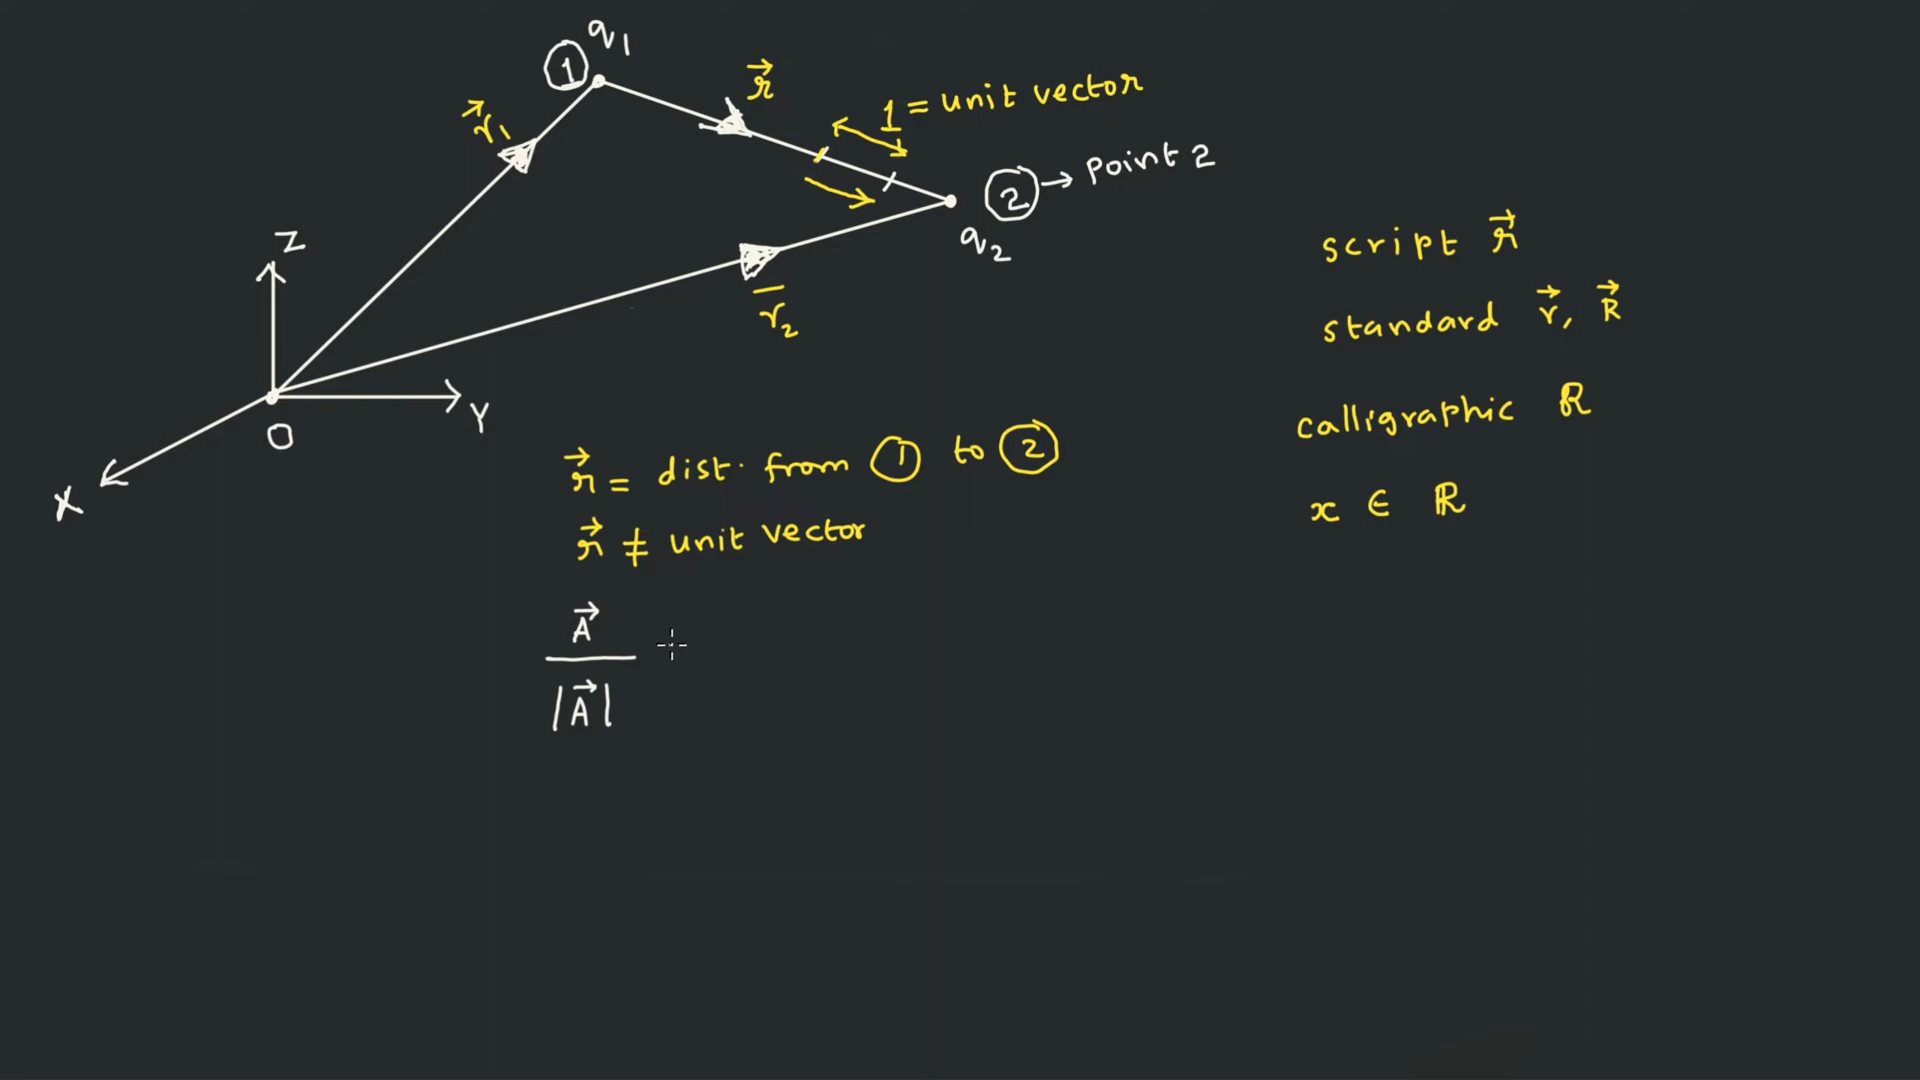 q₁
①
r⃗
1 = unit vector
r⃗₁
② → Point 2
q₂
Z
r̅₂
O
Y
X
script r⃗
standard r⃗, R⃗
calligraphic R
x ∈ ℝ
r⃗ = dist. from ① to ②
r⃗ ≠ unit vector
A⃗
|A⃗|